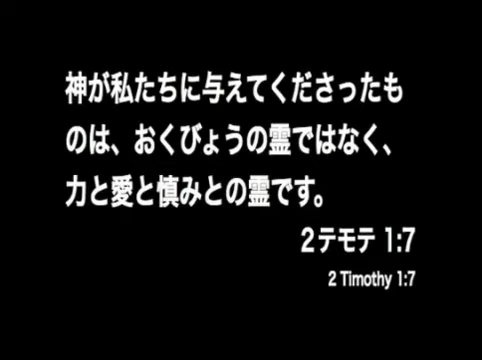 神が私たちに与えてくださったも
のは、おくびょうの霊ではなく、
力と愛と慎みとの霊です。
2テモテ 1:7
2 Timothy 1:7